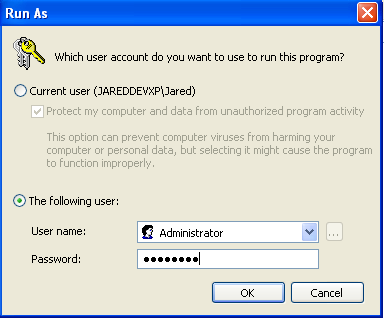 Run As
Which user account do you want to use to run this program?
Current user (JAREDDEVXP\Jared)
Protect my computer and data from unauthorized program activity
This option can prevent computer viruses from harming your
computer or personal data, but selecting it might cause the program
to function improperly.
The following user:
User name:
Administrator
...
Password:
●●●●●●●●
OK
Cancel